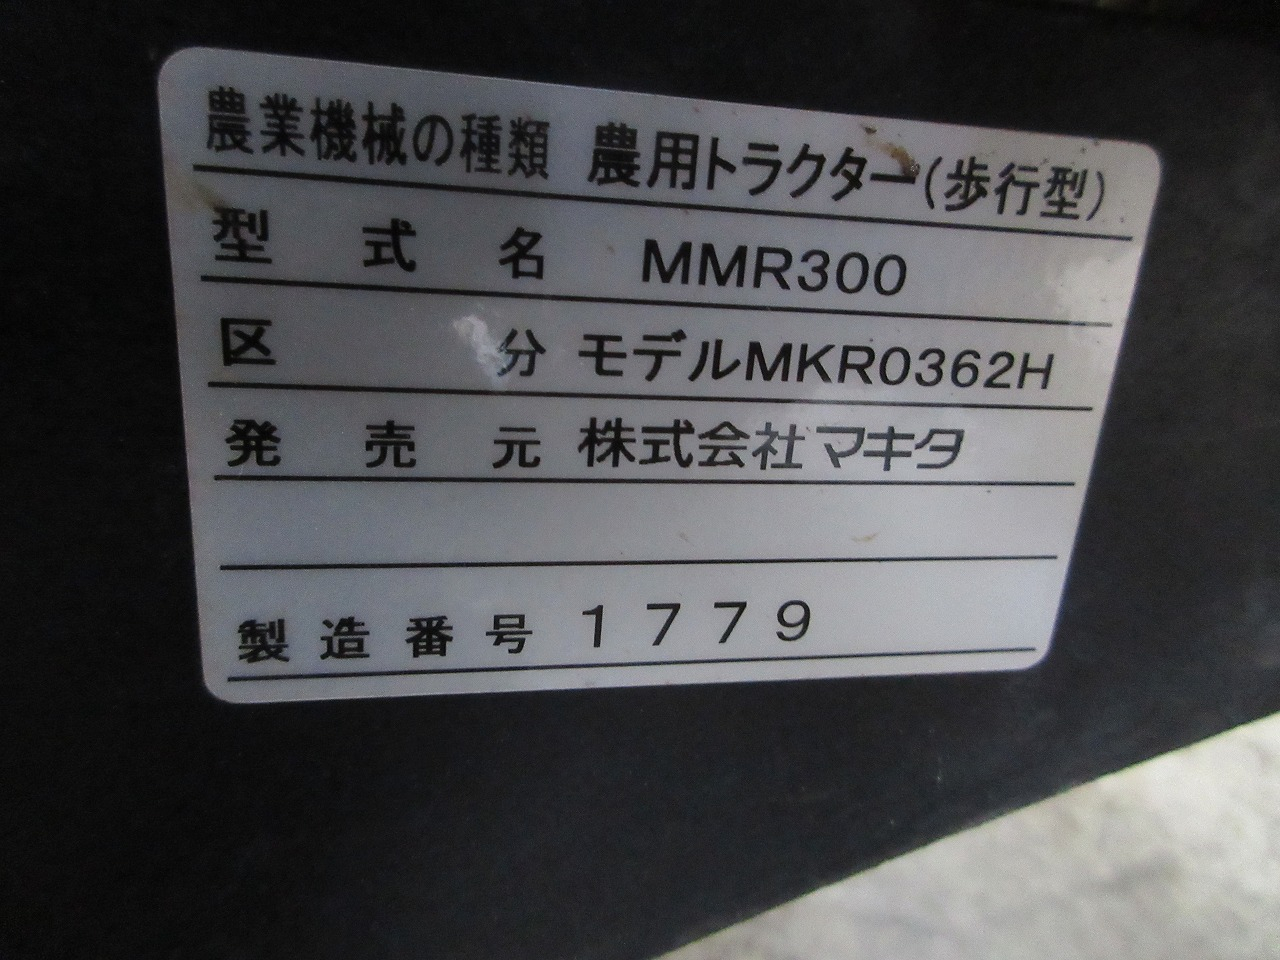 農業機械の種類 農用トラクター(歩行型)
型式名 MMR300
区分 モデルMKR0362H
発売元 株式会社マキタ
製造番号 1779